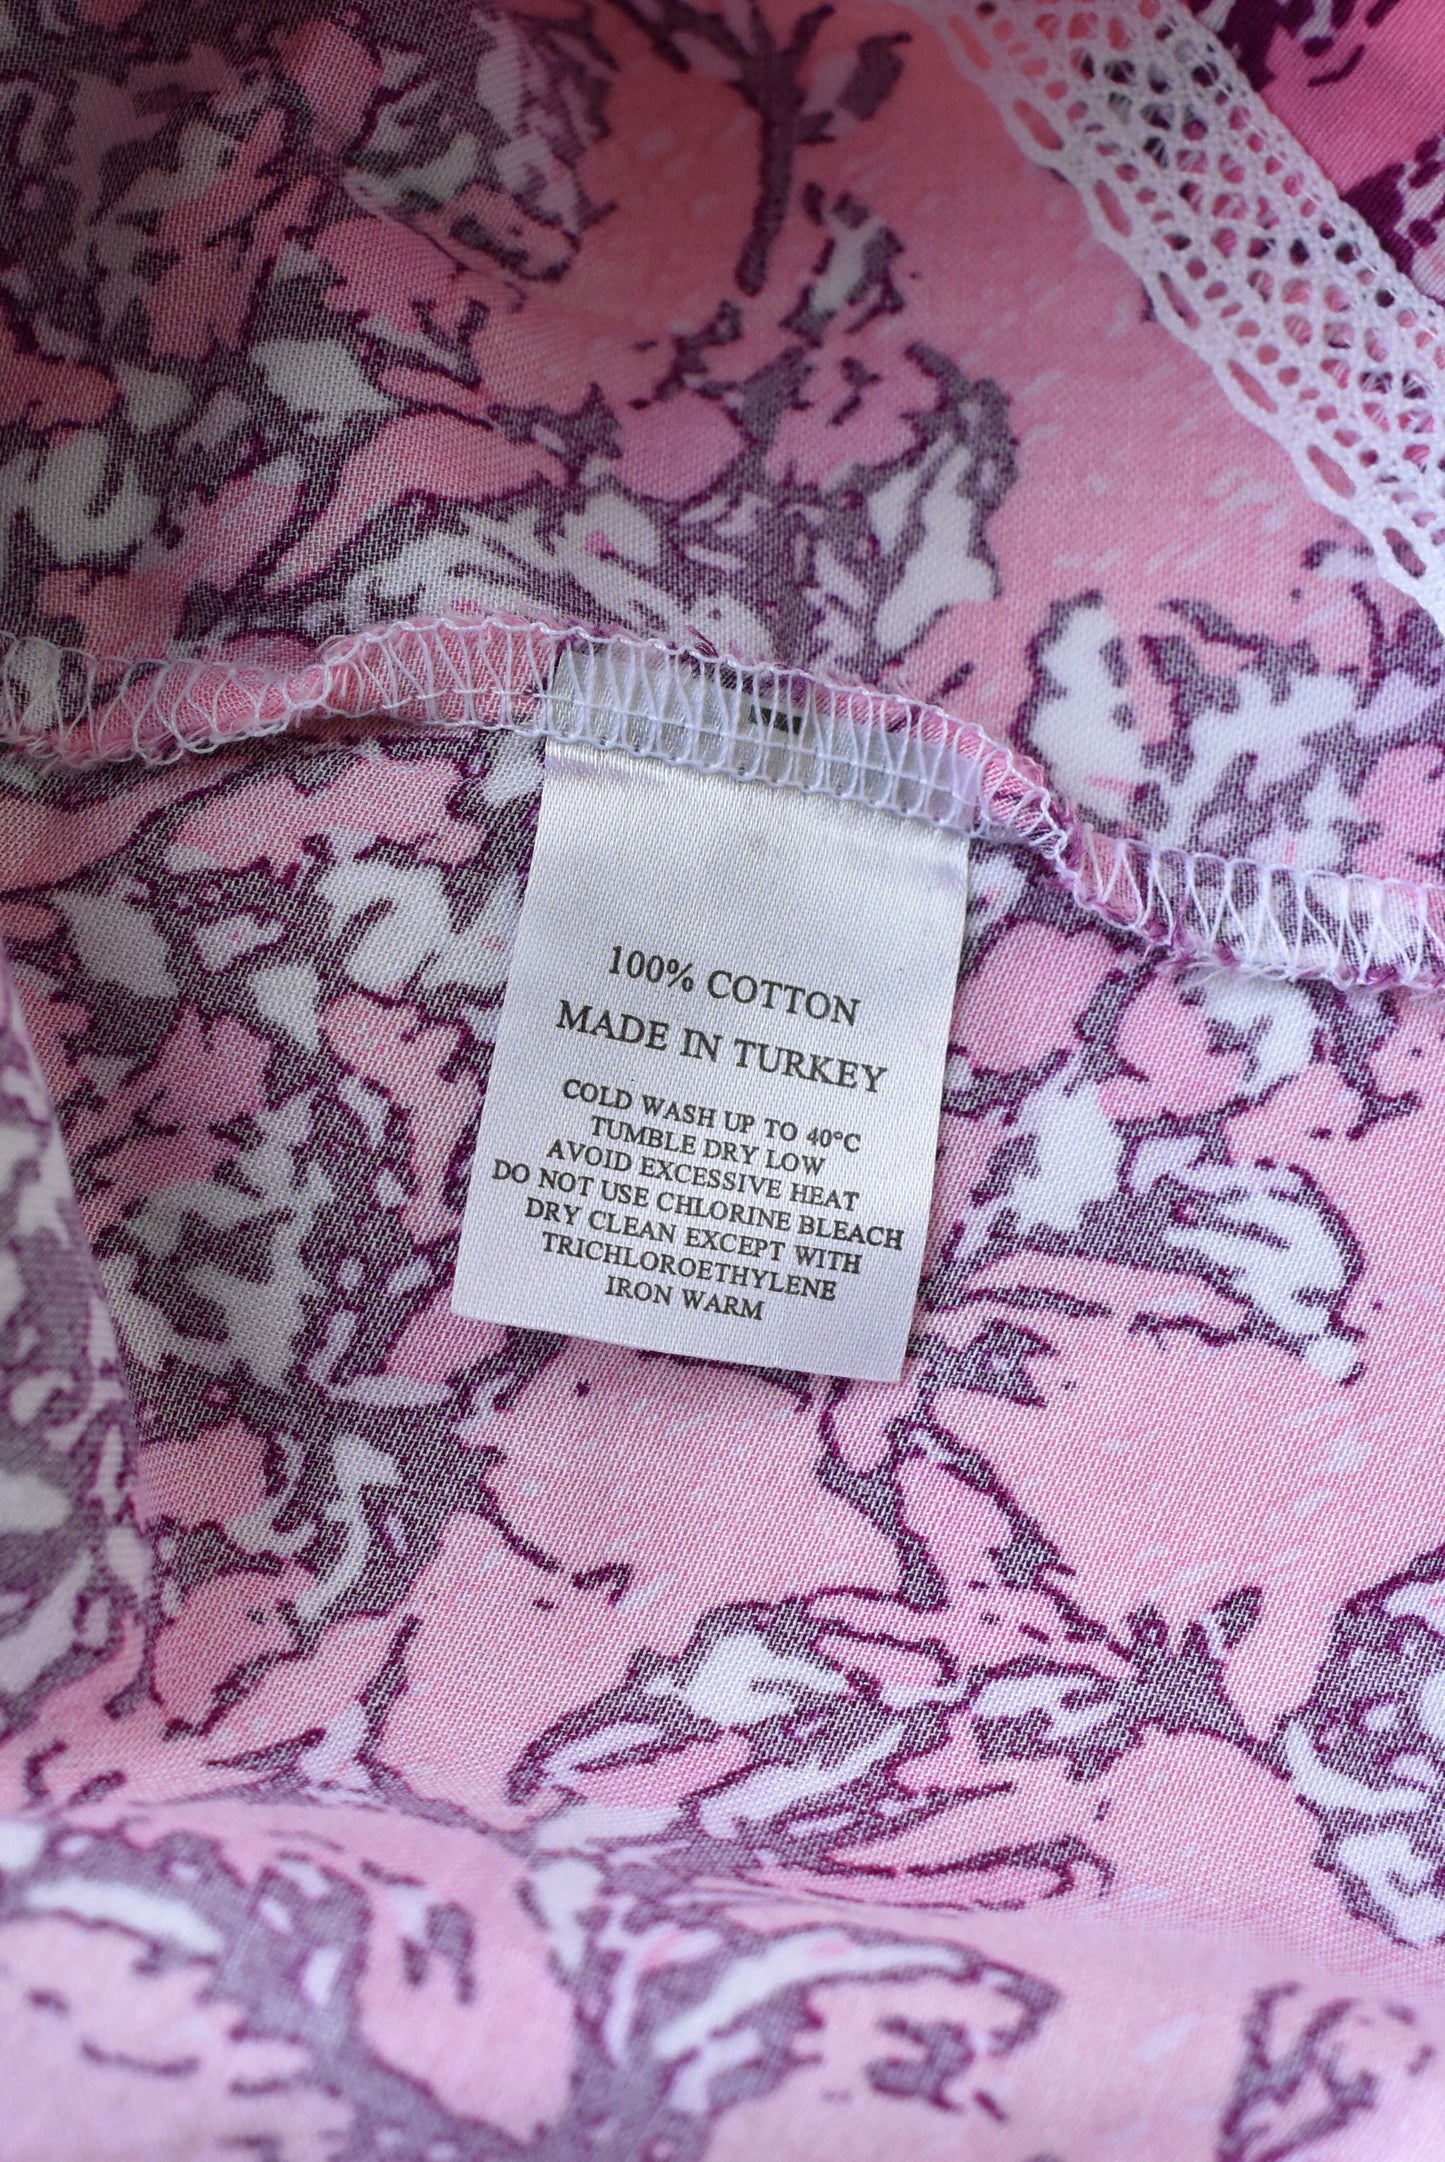 100% COTTON
MADE IN TURKEY
COLD WASH UP TO 40°C
TUMBLE DRY LOW
AVOID EXCESSIVE HEAT
DO NOT USE CHLORINE BLEACH
DRY CLEAN EXCEPT WITH
TRICHLOROETHYLENE
IRON WARM